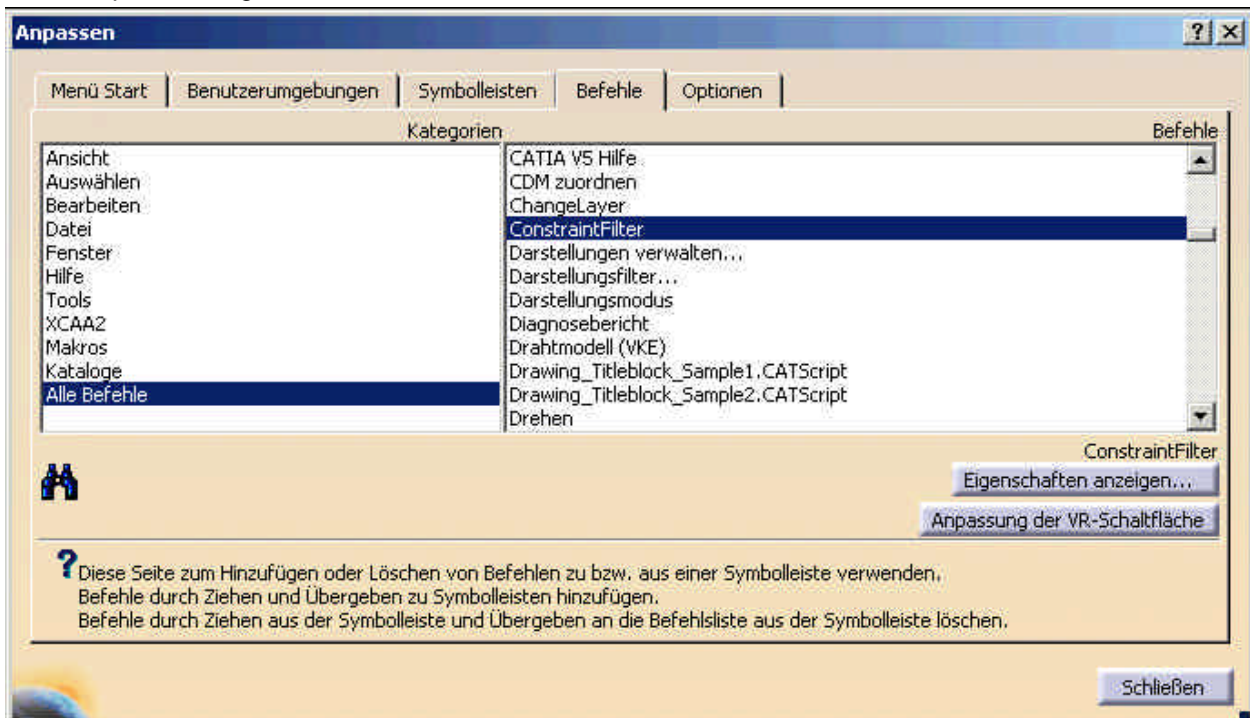 Anpassen
Menü Start Benutzerumgebungen Symbolleisten Befehle Optionen
Kategorien Befehle
Ansicht
Auswählen
Bearbeiten
Datei
Fenster
Hilfe
Tools
XCAA2
Makros
Kataloge
Alle Befehle
CATIA V5 Hilfe
CDM zuordnen
ChangeLayer
ConstraintFilter
Darstellungen verwalten...
Darstellungsfilter...
Darstellungsmodus
Diagnosebericht
Drahtmodell (VKE)
Drawing_Titleblock_Sample1.CATScript
Drawing_Titleblock_Sample2.CATScript
Drehen
ConstraintFilter
Eigenschaften anzeigen...
Anpassung der VR-Schaltfläche
Diese Seite zum Hinzufügen oder Löschen von Befehlen zu bzw. aus einer Symbolleiste verwenden.
Befehle durch Ziehen und Übergeben zu Symbolleisten hinzufügen.
Befehle durch Ziehen aus der Symbolleiste und Übergeben an die Befehlsliste aus der Symbolleiste löschen.
Schließen